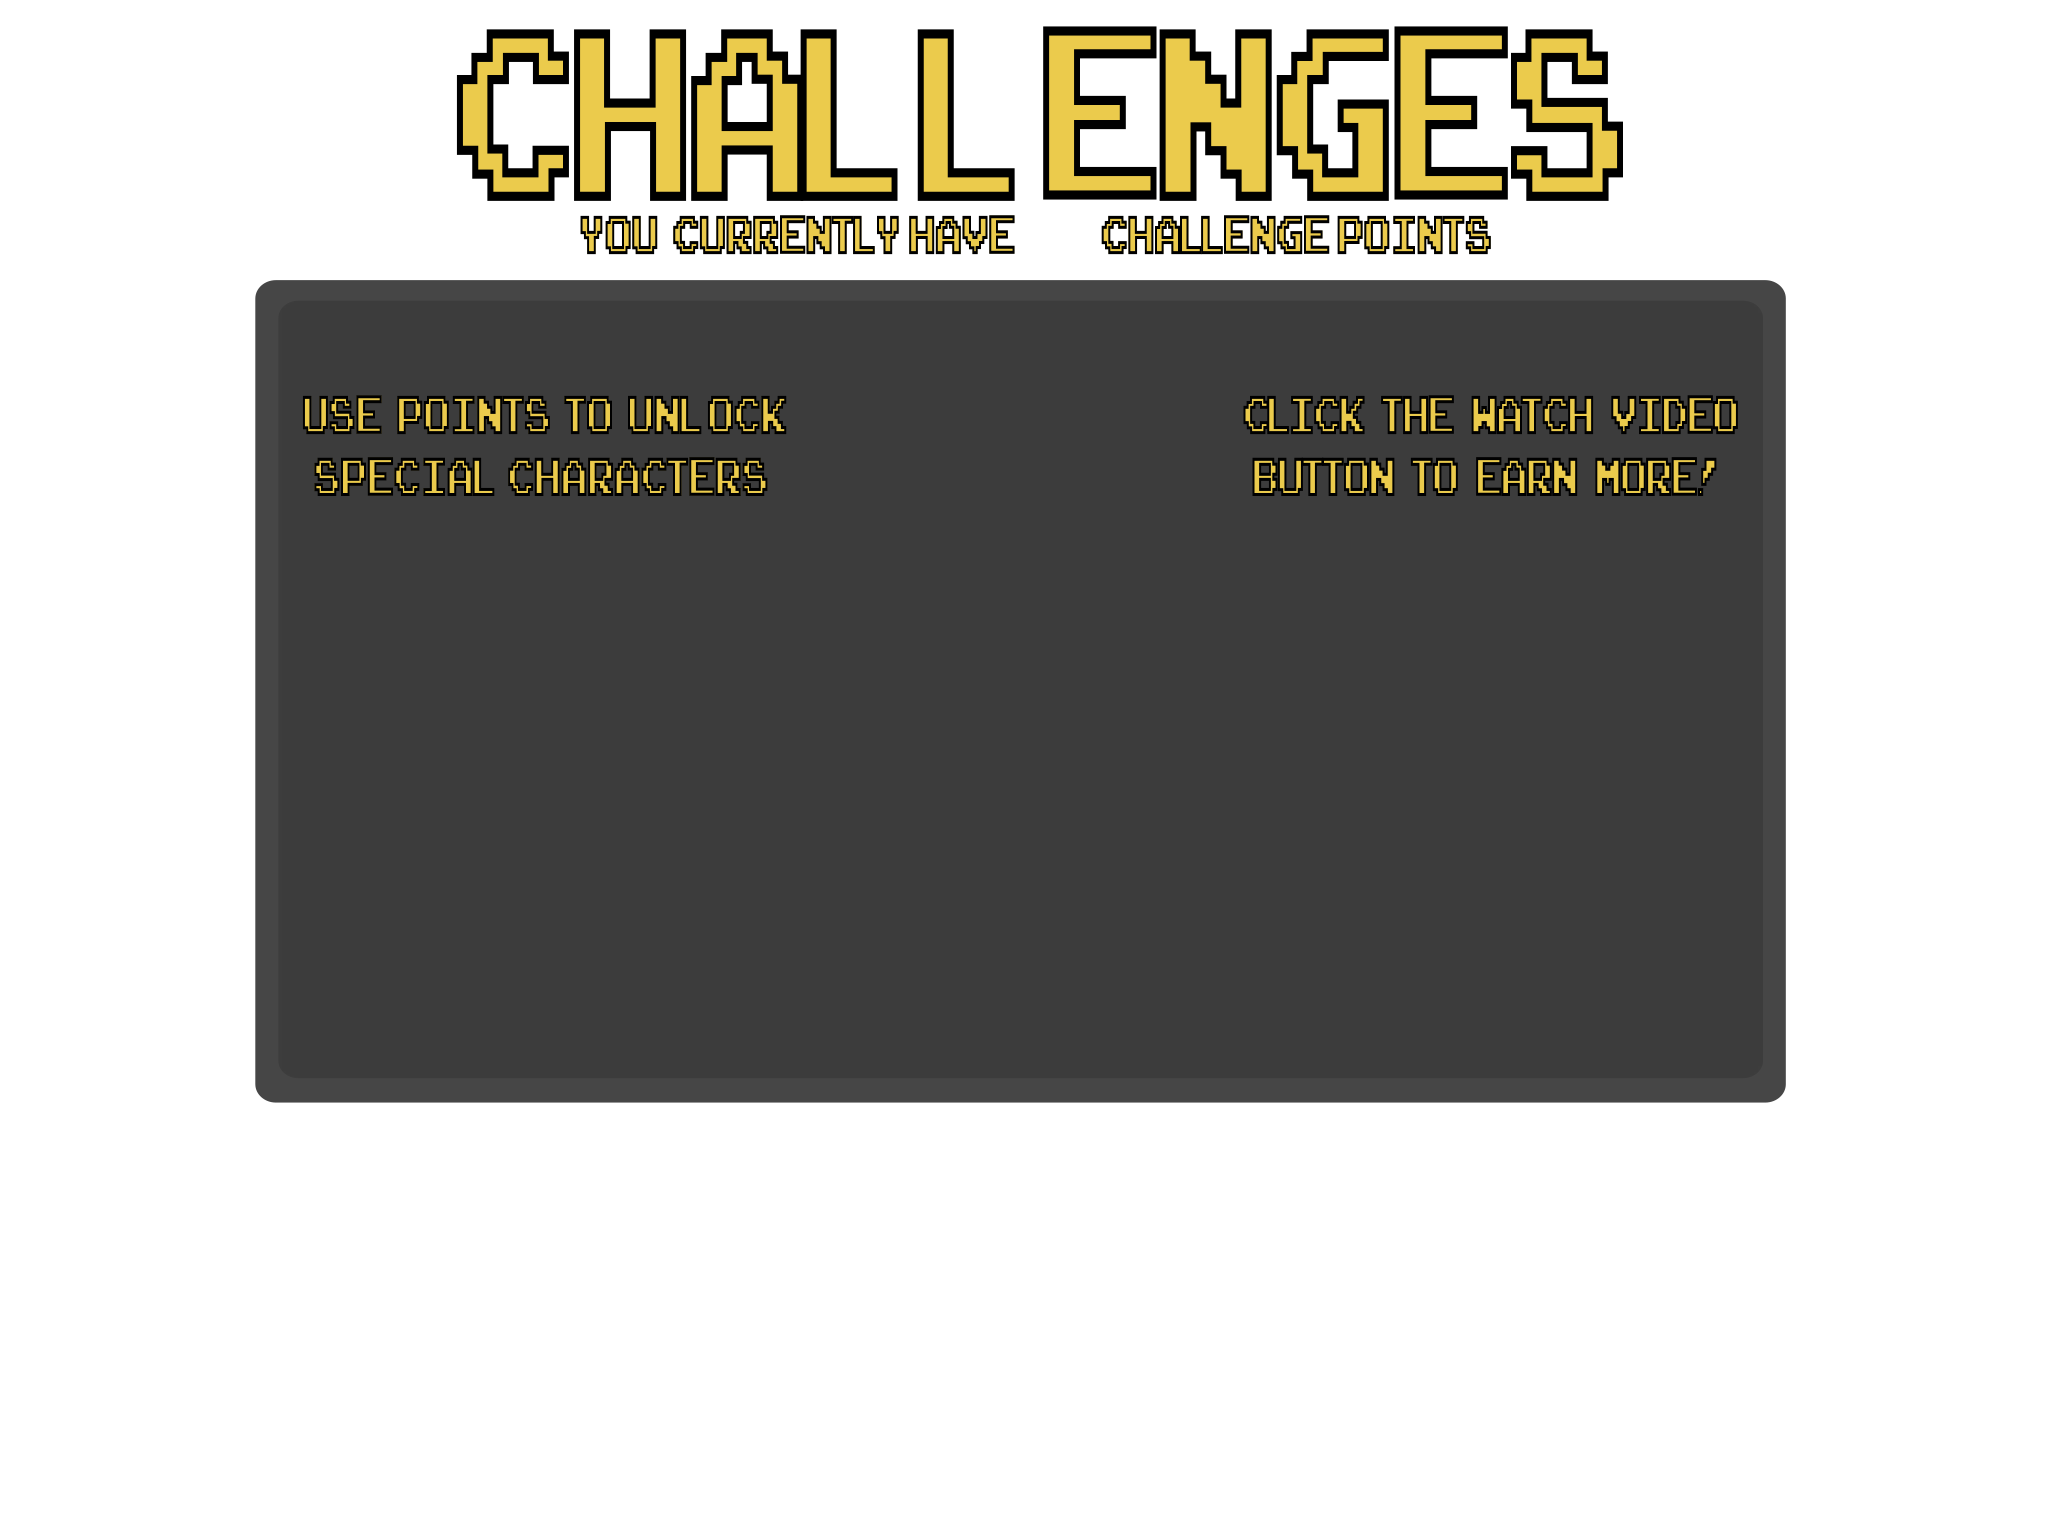 CHALLENGES
YOU CURRENTLY HAVE CHALLENGE POINTS
USE POINTS TO UNLOCK
SPECIAL CHARACTERS
CLICK THE WATCH VIDEO
BUTTON TO EARN MORE!